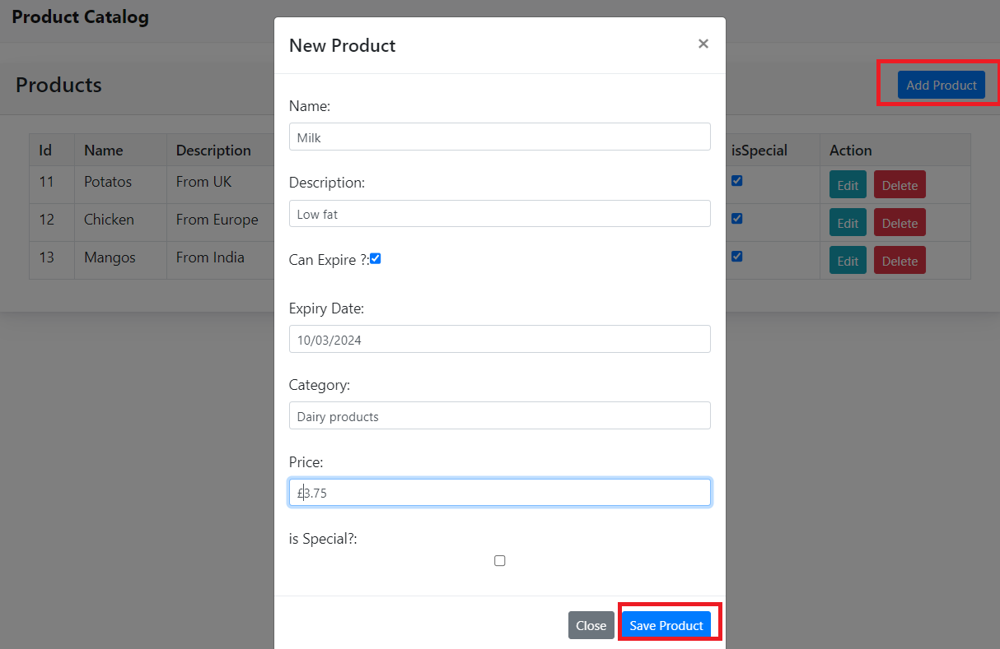 Product Catalog
Products
Add Product
Id Name Description isSpecial Action
11 Potatos From UK Edit Delete
12 Chicken From Europe Edit Delete
13 Mangos From India Edit Delete
New Product ×
Name:
Milk
Description:
Low fat
Can Expire ?:
Expiry Date:
10/03/2024
Category:
Dairy products
Price:
£3.75
is Special?:
Close Save Product